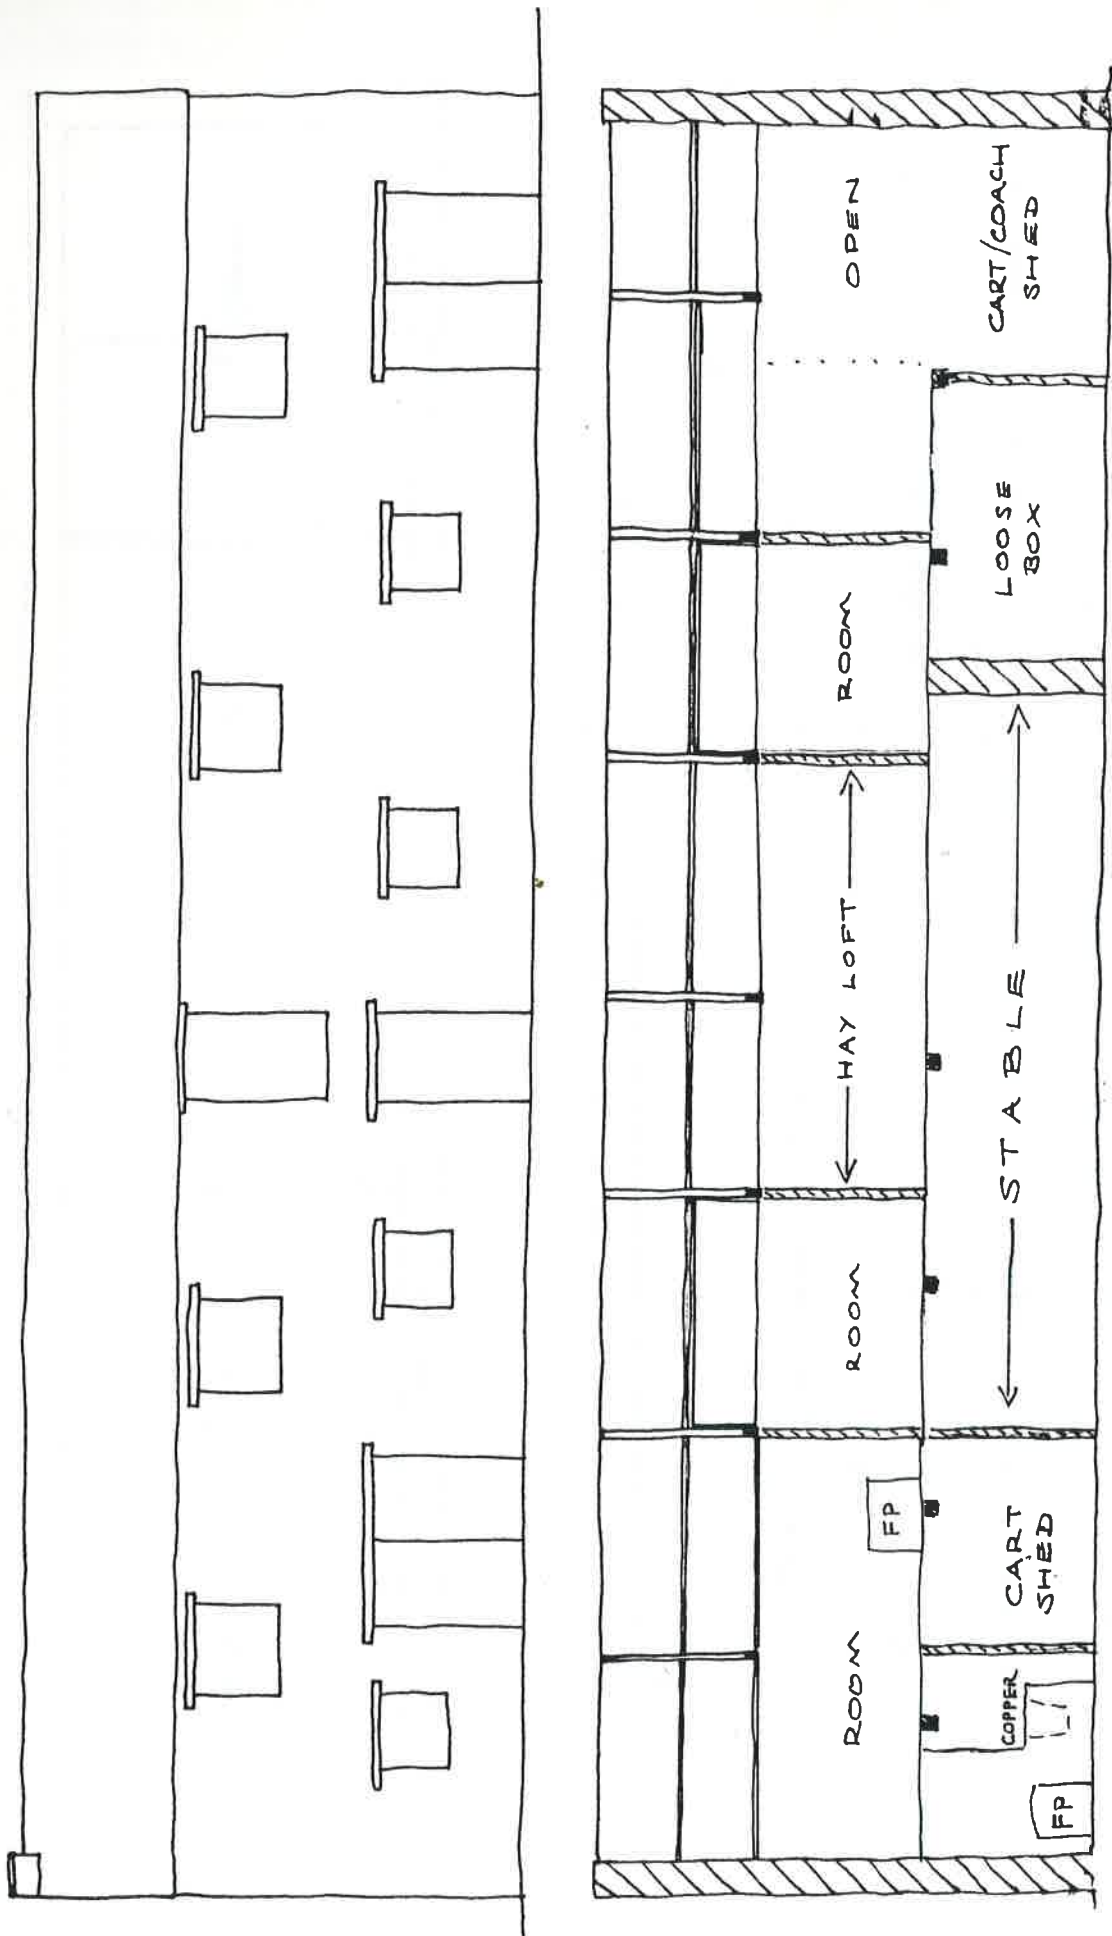 ROOM
ROOM
← HAY LOFT →
ROOM
OPEN
FP
FP
COPPER
CART
SHED
← STABLE →
LOOSE
BOX
CART/COACH
SHED